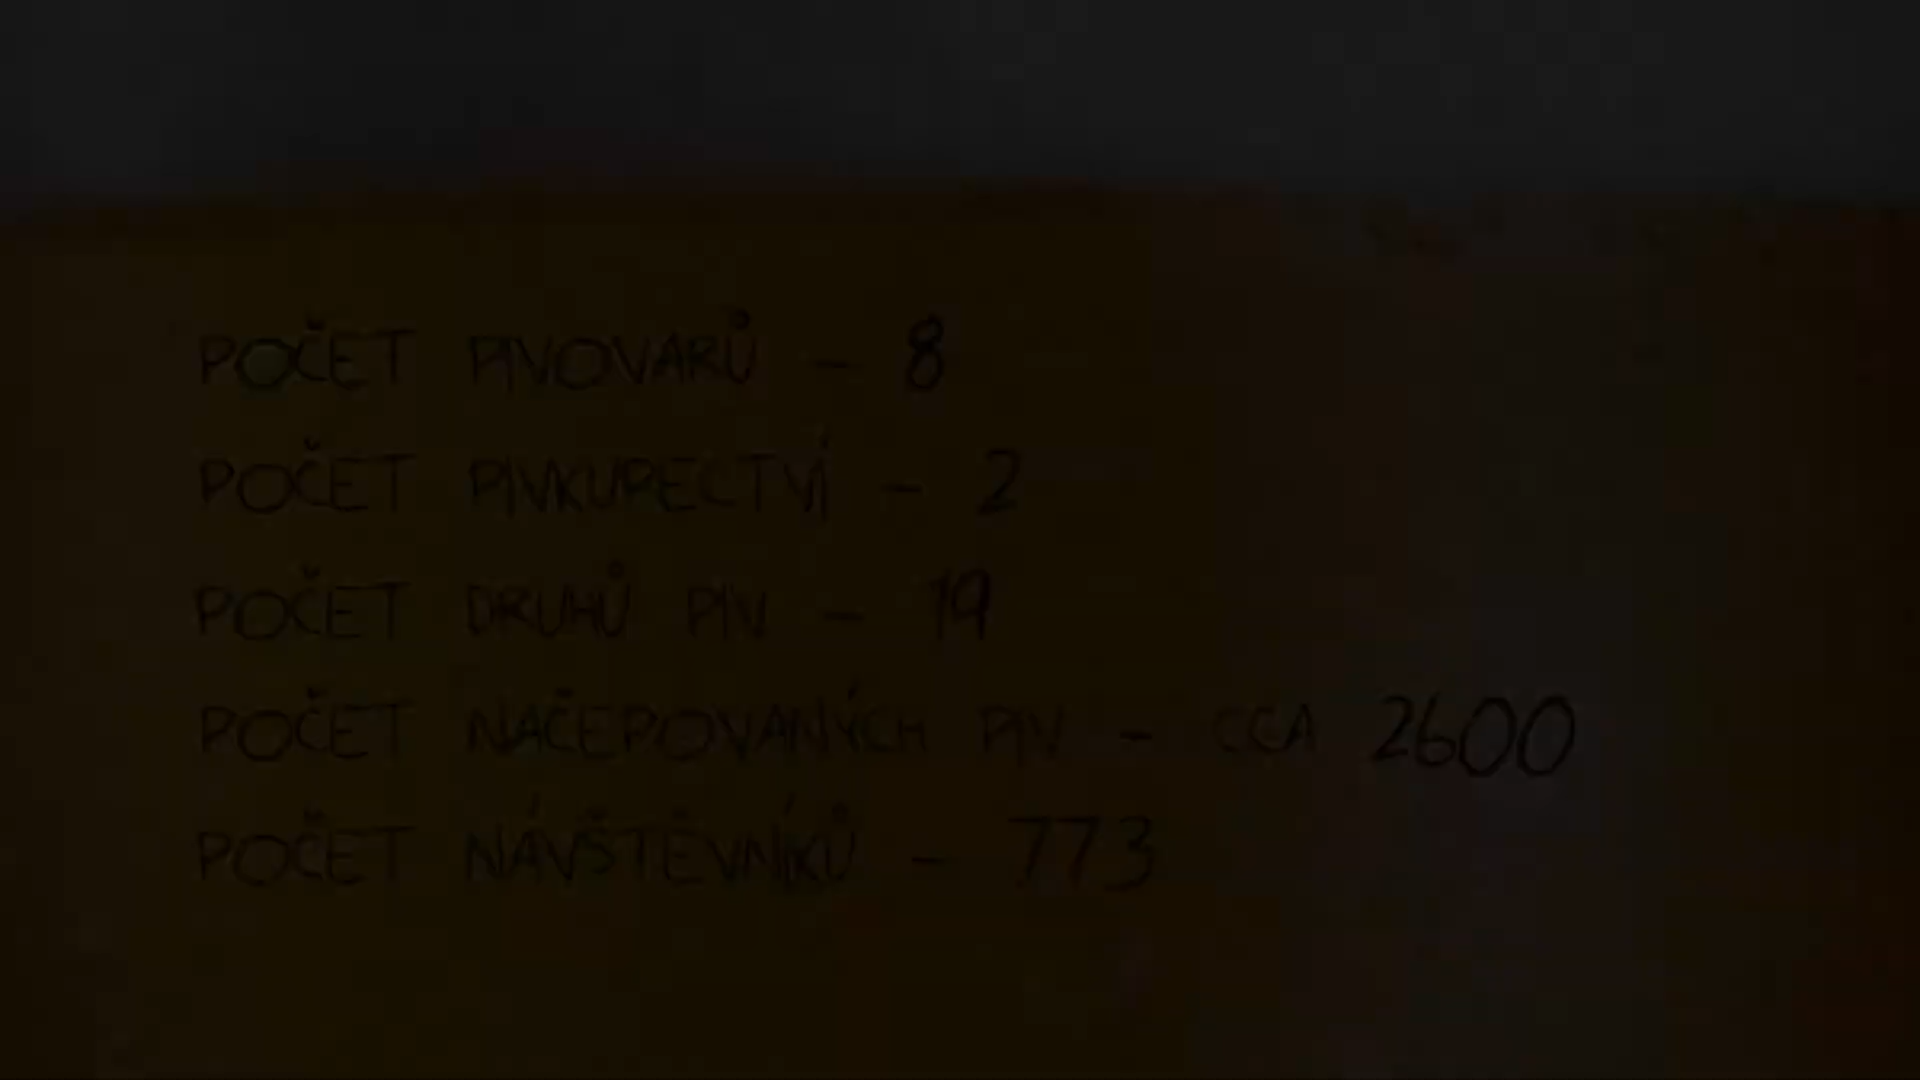 POČET PIVOVARŮ - 8
POČET PIVKUPECTVÍ - 2
POČET DRUHŮ PIV - 19
POČET NAČEPOVANÝCH PIV - CCA 2600
POČET NÁVŠTĚVNÍKŮ - 773